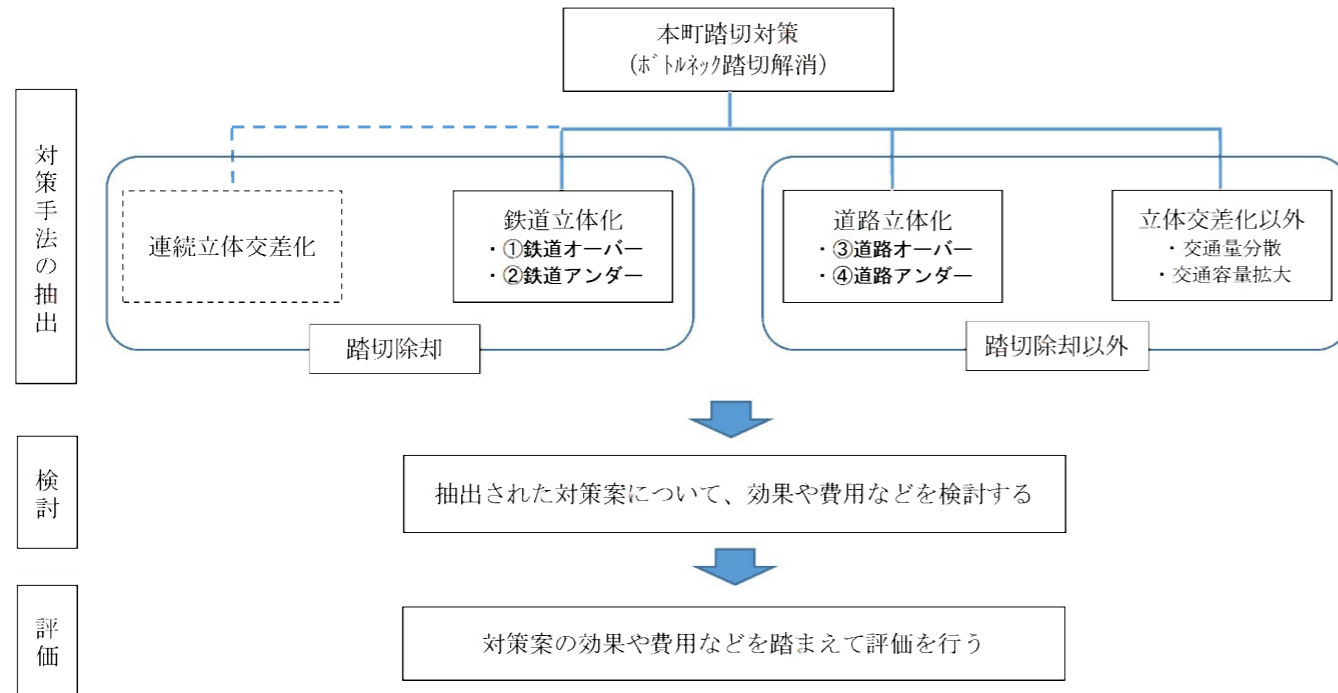 本町踏切対策
(ﾎﾞﾄﾙﾈｯｸ踏切解消)
対策手法の抽出
連続立体交差化
鉄道立体化
・①鉄道オーバー
・②鉄道アンダー
道路立体化
・③道路オーバー
・④道路アンダー
立体交差化以外
・交通量分散
・交通容量拡大
踏切除却
踏切除却以外
検討
抽出された対策案について、効果や費用などを検討する
評価
対策案の効果や費用などを踏まえて評価を行う